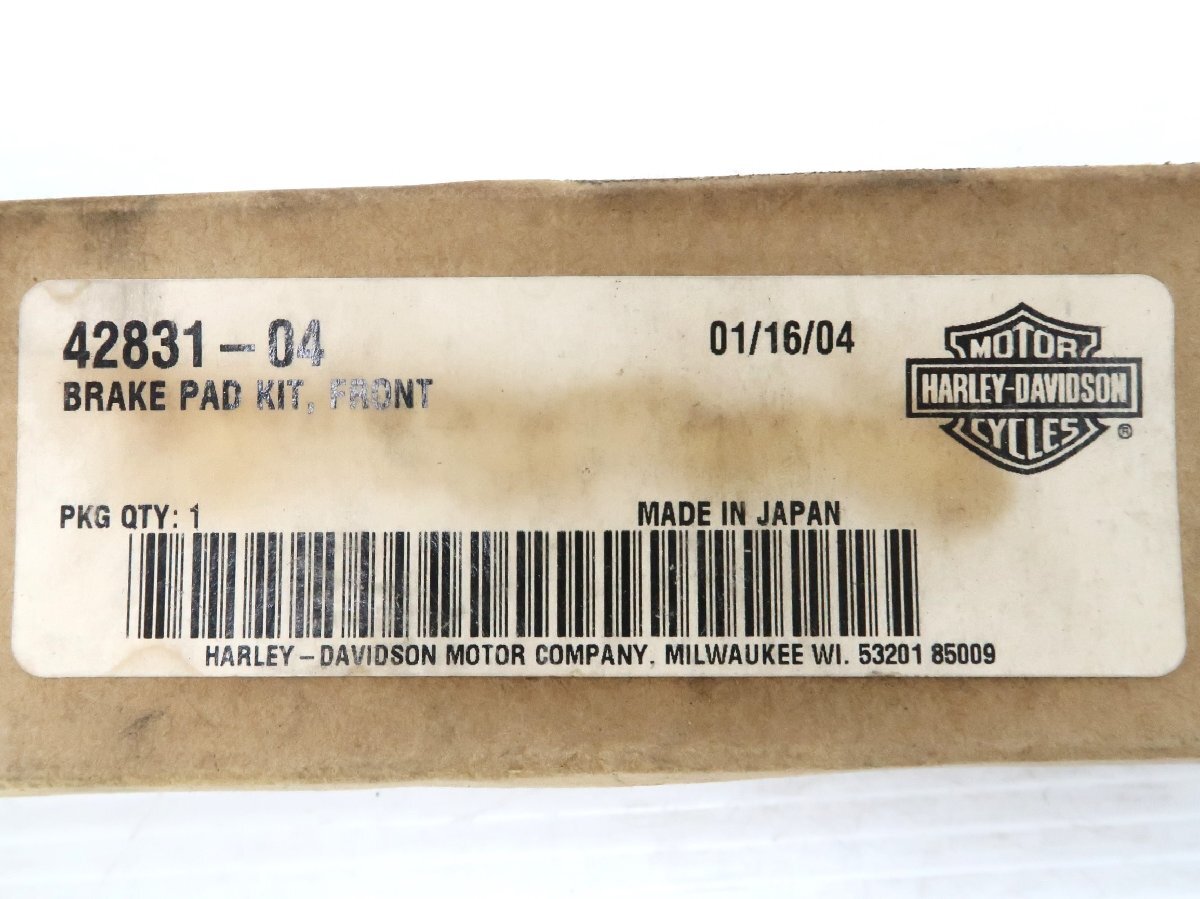 42831-04
01/16/04
BRAKE PAD KIT, FRONT
MOTOR
HARLEY-DAVIDSON
CYCLES
®
PKG QTY: 1
MADE IN JAPAN
HARLEY-DAVIDSON MOTOR COMPANY. MILWAUKEE WI. 53201 85009